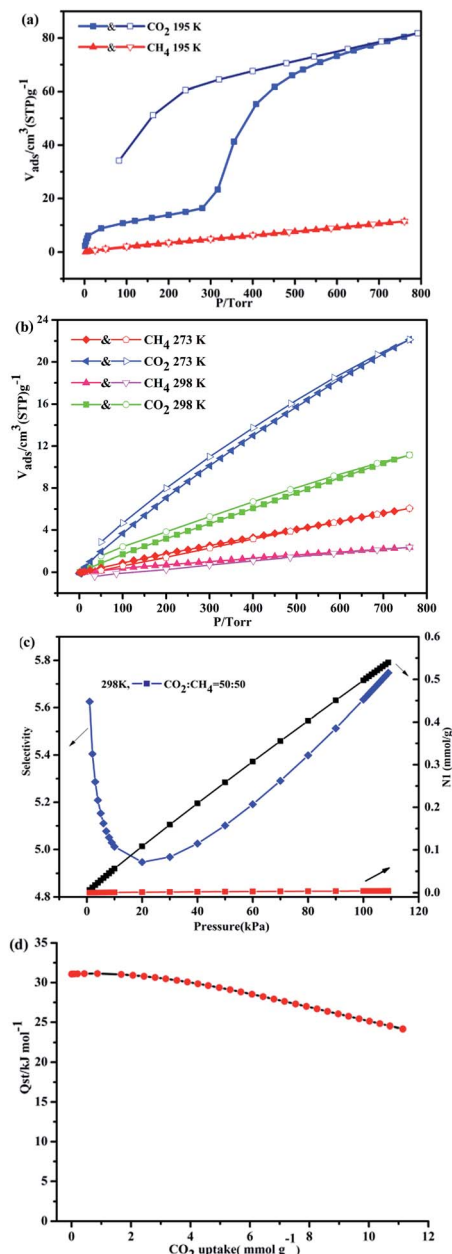 (a)
& CO2 195 K
& CH4 195 K
80
60
40
20
0
Vads/cm3(STP)g-1
0 100 200 300 400 500 600 700 800
P/Torr
(b)
& CH4 273 K
& CO2 273 K
& CH4 298 K
& CO2 298 K
24
20
16
12
8
4
0
Vads/cm3(STP)g-1
0 100 200 300 400 500 600 700 800
P/Torr
(c)
298K, CO2:CH4=50:50
5.8
5.6
5.4
5.2
5.0
4.8
Selectivity
0.6
0.5
0.4
0.3
0.2
0.1
0.0
N1 (mmol/g)
0 20 40 60 80 100 120
Pressure(kPa)
(d)
35
30
25
20
15
10
5
0
Qst/kJ mol-1
0 2 4 6 8 10 12
CO2 uptake( mmol g-1)